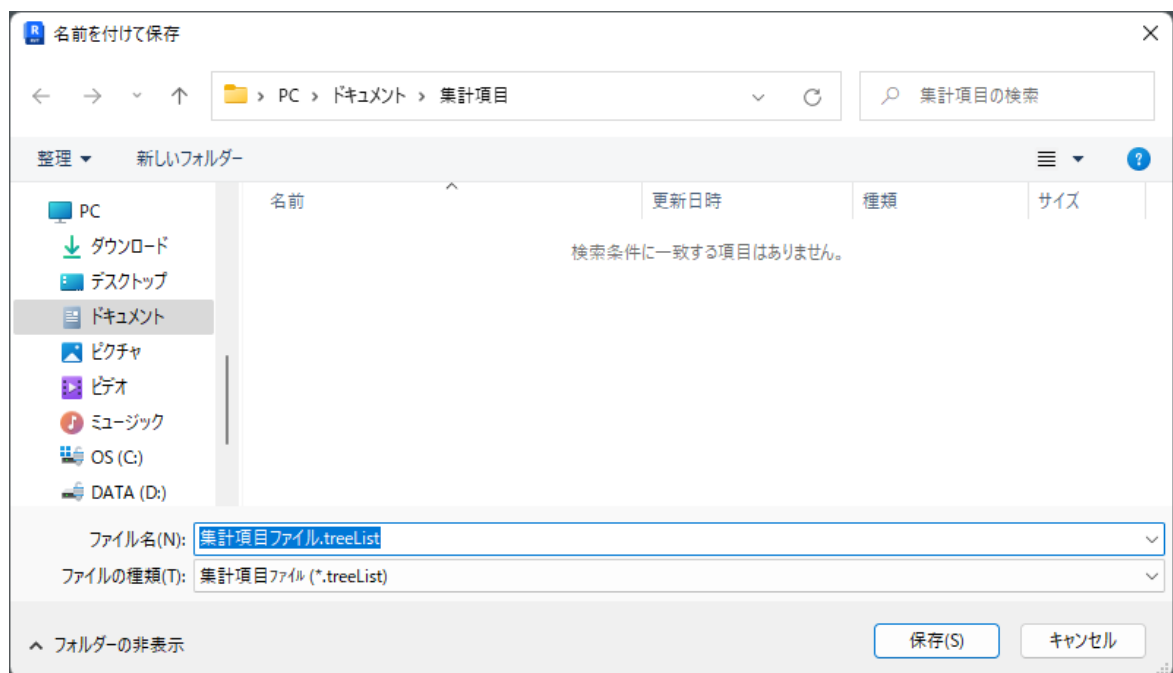 名前を付けて保存
PC › ドキュメント › 集計項目
集計項目の検索
整理
新しいフォルダー
名前
更新日時
種類
サイズ
検索条件に一致する項目はありません。
PC
ダウンロード
デスクトップ
ドキュメント
ピクチャ
ビデオ
ミュージック
OS (C:)
DATA (D:)
ファイル名(N): 集計項目ファイル.treeList
ファイルの種類(T): 集計項目ﾌｧｲﾙ (*.treeList)
フォルダーの非表示
保存(S)
キャンセル